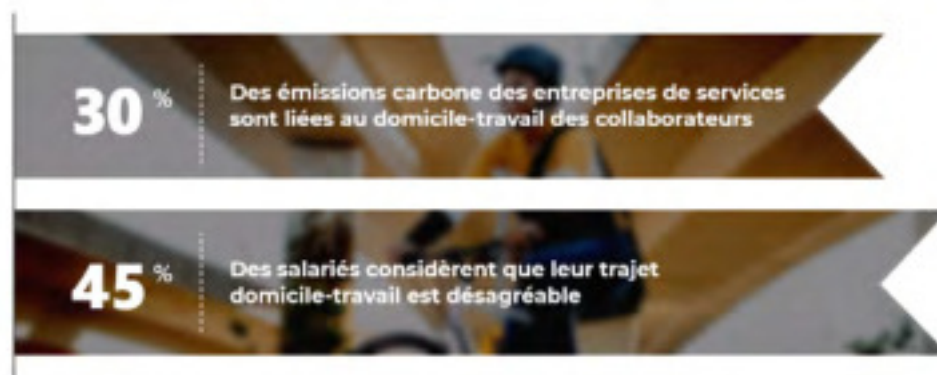 30 %
Des émissions carbone des entreprises de services
sont liées au domicile-travail des collaborateurs
45 %
Des salariés considèrent que leur trajet
domicile-travail est désagréable